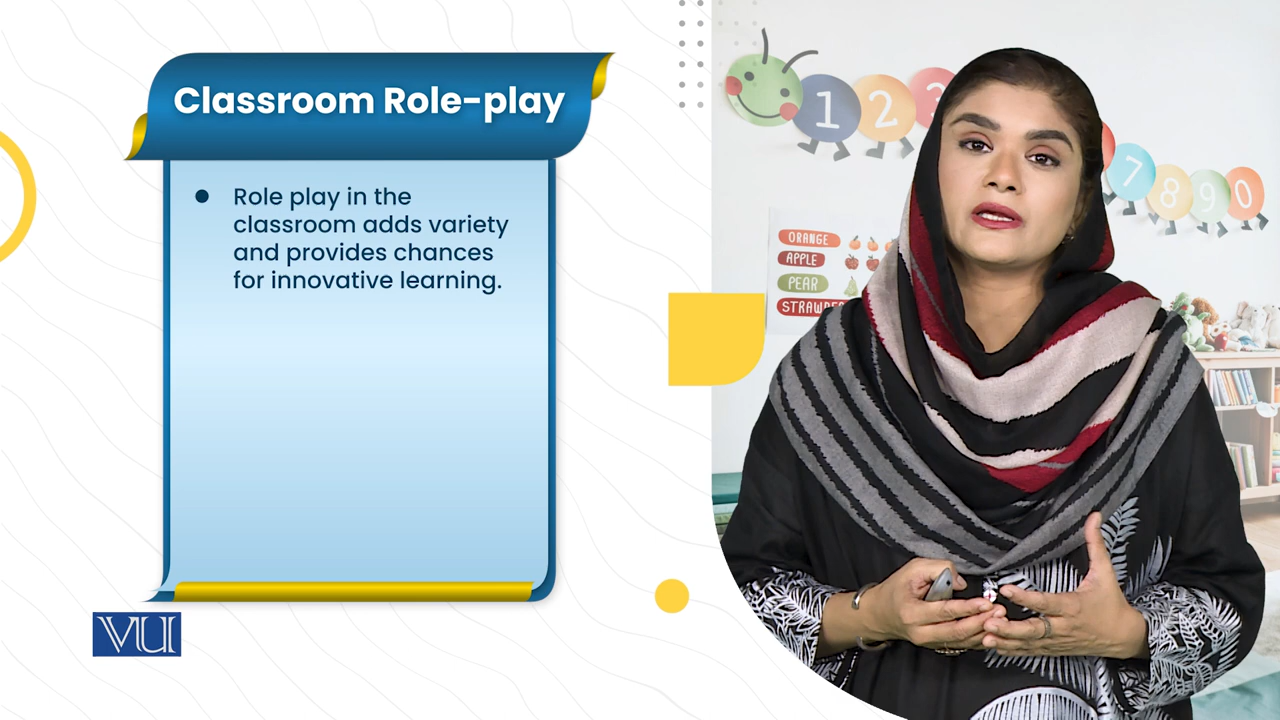 Classroom Role-play
● Role play in the
classroom adds variety
and provides chances
for innovative learning.
VU
1 2 3
7 8 9 0
ORANGE
APPLE
PEAR